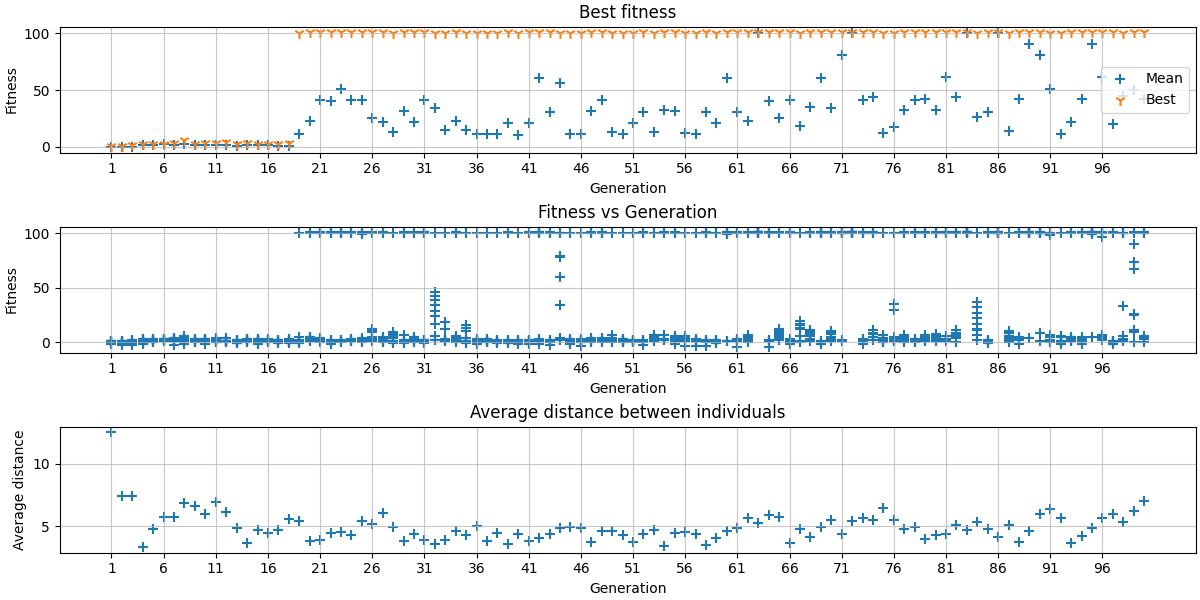 Best fitness
100
50
0
Fitness
Mean
Best
1 6 11 16 21 26 31 36 41 46 51 56 61 66 71 76 81 86 91 96
Generation
Fitness vs Generation
100
50
0
Fitness
1 6 11 16 21 26 31 36 41 46 51 56 61 66 71 76 81 86 91 96
Generation
Average distance between individuals
10
5
Average distance
1 6 11 16 21 26 31 36 41 46 51 56 61 66 71 76 81 86 91 96
Generation